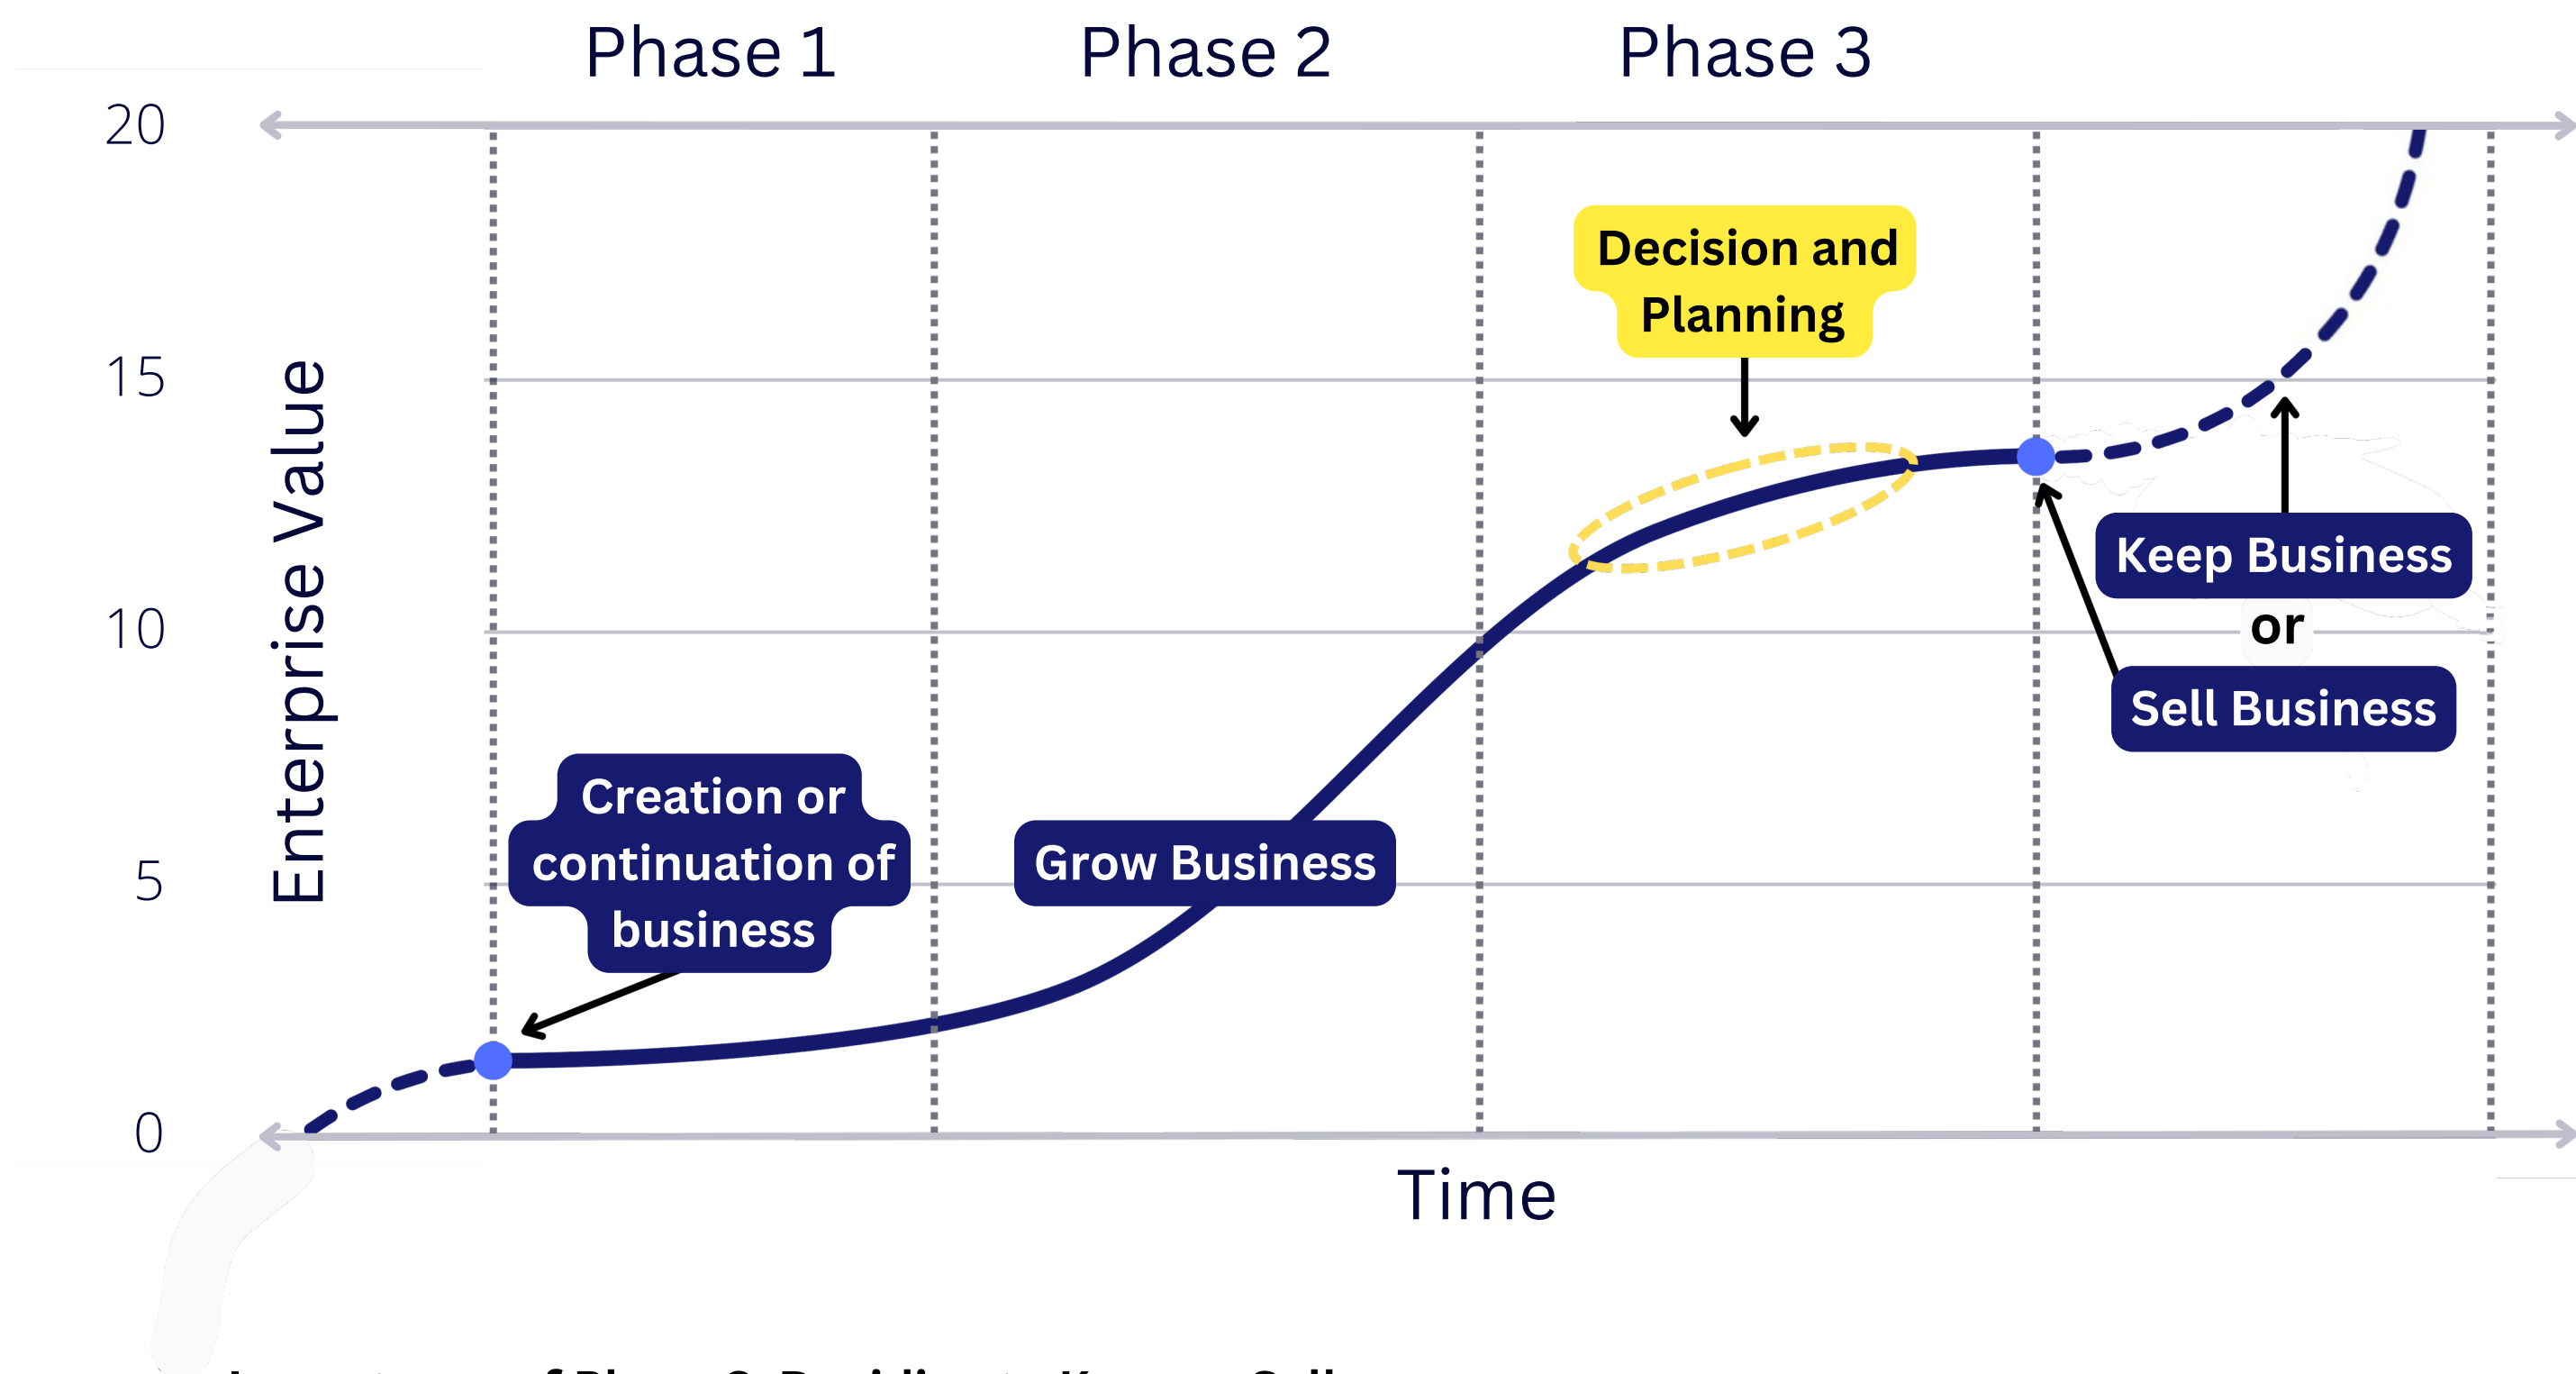 Phase 1
Phase 2
Phase 3
20
15
10
5
0
Enterprise Value
Decision and
Planning
Keep Business
or
Sell Business
Creation or
continuation of
business
Grow Business
Time